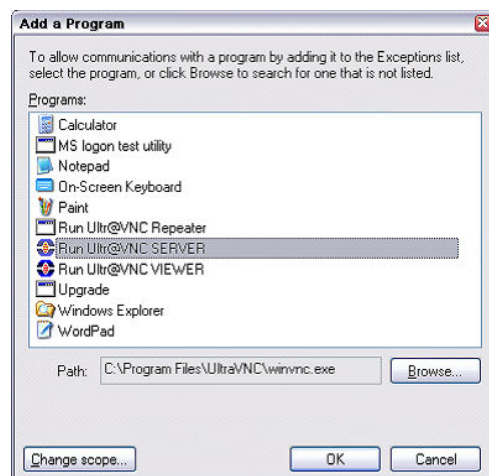 Add a Program
To allow communications with a program by adding it to the Exceptions list,
select the program, or click Browse to search for one that is not listed.
Programs:
Calculator
MS logon test utility
Notepad
On-Screen Keyboard
Paint
Run Ultr@VNC Repeater
Run Ultr@VNC SERVER
Run Ultr@VNC VIEWER
Upgrade
Windows Explorer
WordPad
Path: C:\Program Files\UltraVNC\winvnc.exe Browse...
Change scope... OK Cancel